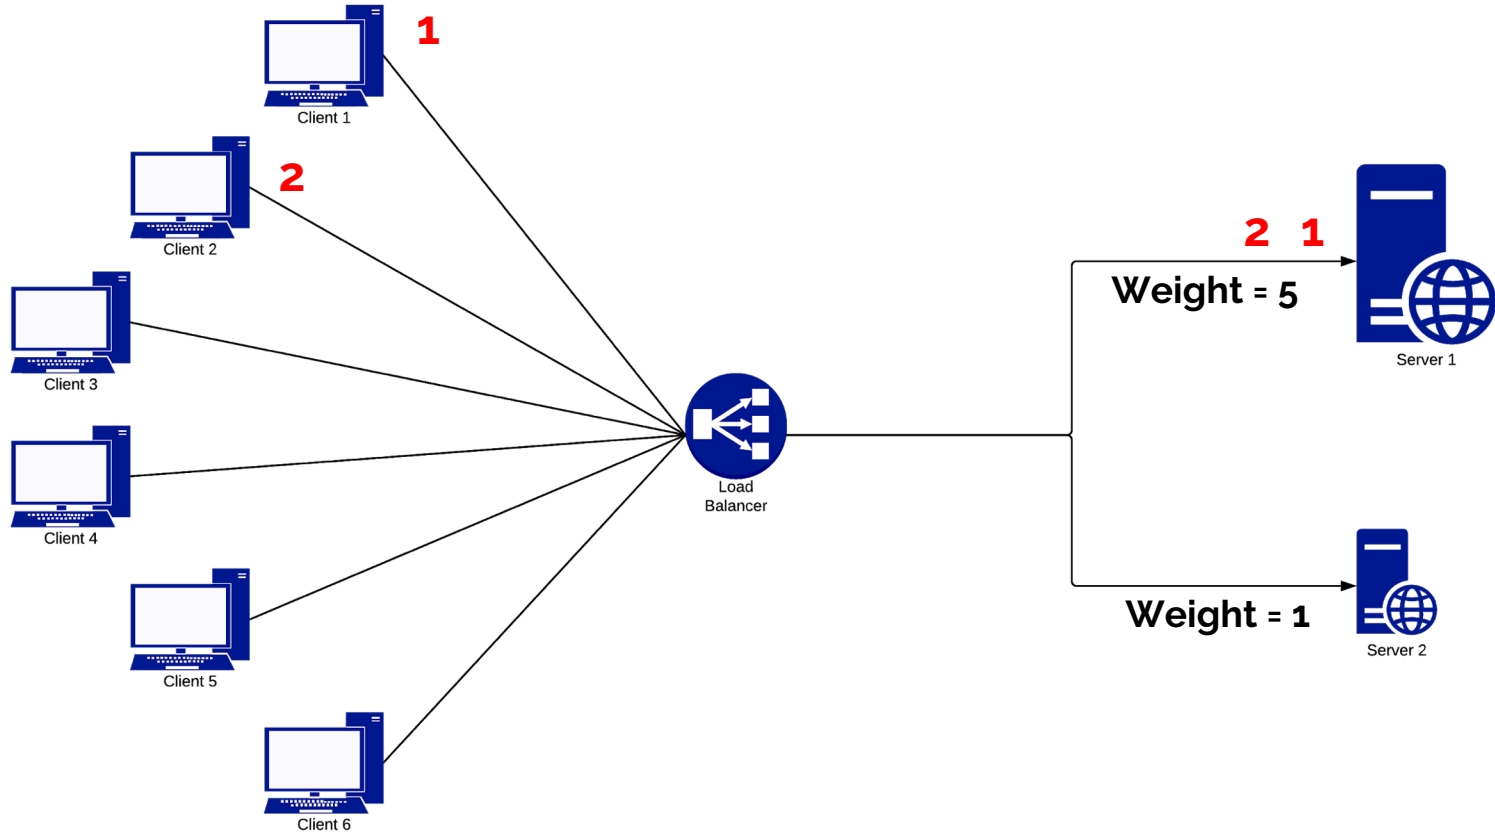 1
Client 1
2
Client 2
Client 3
Client 4
Client 5
Client 6
Load
Balancer
2 1
Weight = 5
Server 1
Weight = 1
Server 2